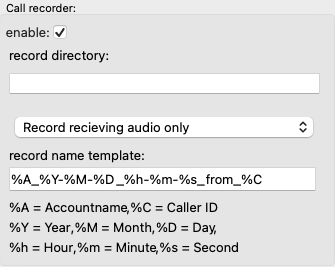 Call recorder:
enable:
record directory:
Record recieving audio only
record name template:
%A_%Y-%M-%D_%h-%m-%s_from_%C
%A = Accountname,%C = Caller ID
%Y = Year,%M = Month,%D = Day,
%h = Hour,%m = Minute,%s = Second